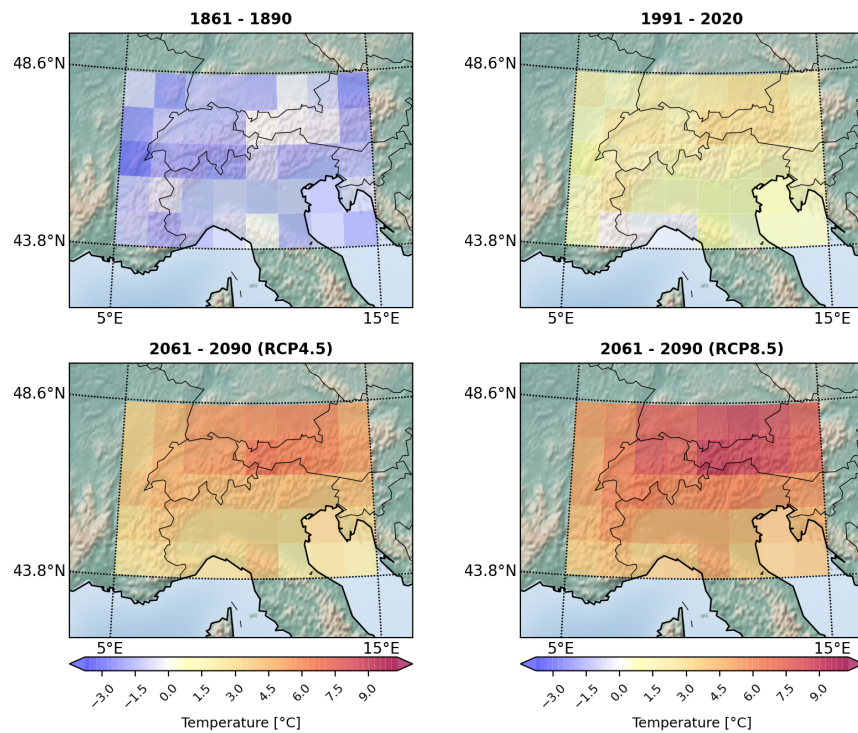 1861 - 1890
1991 - 2020
48.6°N
43.8°N
5°E
15°E
48.6°N
43.8°N
5°E
15°E
2061 - 2090 (RCP4.5)
2061 - 2090 (RCP8.5)
48.6°N
43.8°N
5°E
15°E
48.6°N
43.8°N
5°E
15°E
−3.0
−1.5
0.0
1.5
3.0
4.5
6.0
7.5
9.0
Temperature [°C]
−3.0
−1.5
0.0
1.5
3.0
4.5
6.0
7.5
9.0
Temperature [°C]